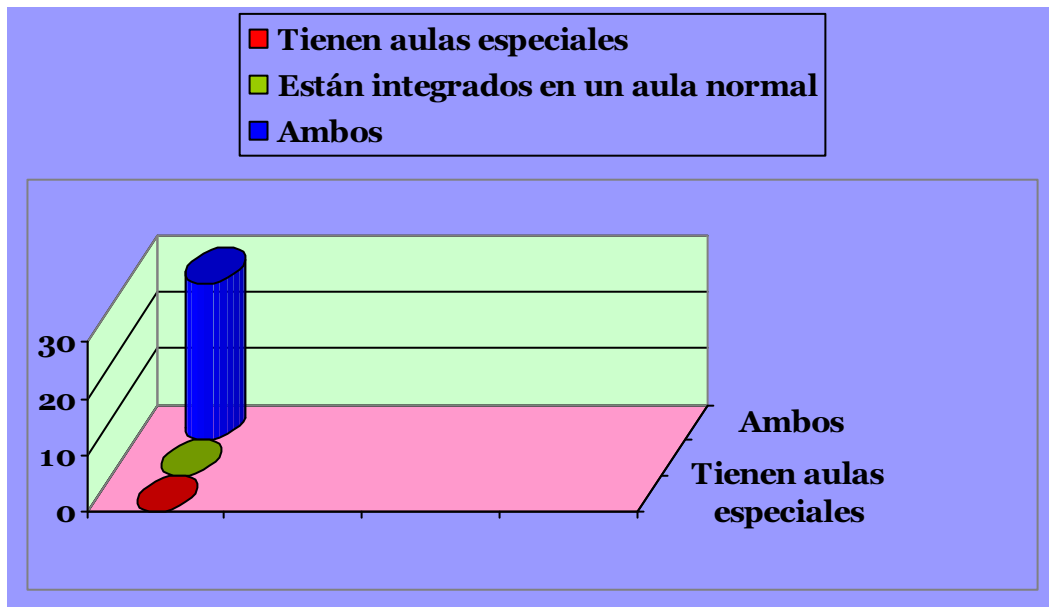 Tienen aulas especiales
Están integrados en un aula normal
Ambos
30
20
10
0
Ambos
Tienen aulas
especiales